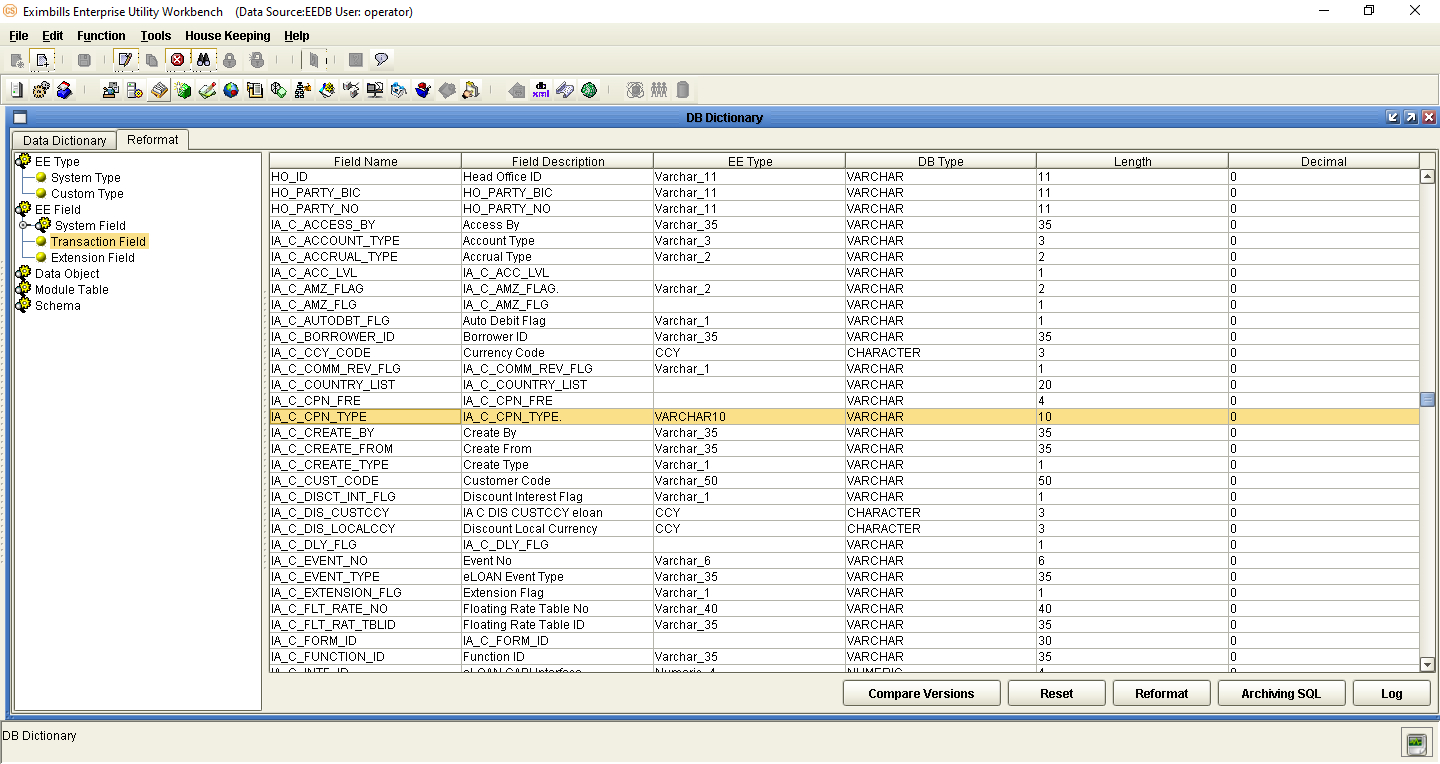 Eximbills Enterprise Utility Workbench (Data Source:EEDB User: operator)
File Edit Function Tools House Keeping Help
DB Dictionary
Data Dictionary Reformat
EE Type
System Type
Custom Type
EE Field
System Field
Transaction Field
Extension Field
Data Object
Module Table
Schema
Field Name Field Description EE Type DB Type Length Decimal
HO_ID Head Office ID Varchar_11 VARCHAR 11 0
HO_PARTY_BIC HO_PARTY_BIC Varchar_11 VARCHAR 11 0
HO_PARTY_NO HO_PARTY_NO Varchar_11 VARCHAR 11 0
IA_C_ACCESS_BY Access By Varchar_35 VARCHAR 35 0
IA_C_ACCOUNT_TYPE Account Type Varchar_3 VARCHAR 3 0
IA_C_ACCRUAL_TYPE Accrual Type Varchar_2 VARCHAR 2 0
IA_C_ACC_LVL IA_C_ACC_LVL VARCHAR 1 0
IA_C_AMZ_FLAG IA_C_AMZ_FLAG. Varchar_2 VARCHAR 2 0
IA_C_AMZ_FLG IA_C_AMZ_FLG VARCHAR 1 0
IA_C_AUTODBT_FLG Auto Debit Flag Varchar_1 VARCHAR 1 0
IA_C_BORROWER_ID Borrower ID Varchar_35 VARCHAR 35 0
IA_C_CCY_CODE Currency Code CCY CHARACTER 3 0
IA_C_COMM_REV_FLG IA_C_COMM_REV_FLG Varchar_1 VARCHAR 1 0
IA_C_COUNTRY_LIST IA_C_COUNTRY_LIST VARCHAR 20 0
IA_C_CPN_FRE IA_C_CPN_FRE VARCHAR 4 0
IA_C_CPN_TYPE IA_C_CPN_TYPE. VARCHAR10 VARCHAR 10 0
IA_C_CREATE_BY Create By Varchar_35 VARCHAR 35 0
IA_C_CREATE_FROM Create From Varchar_35 VARCHAR 35 0
IA_C_CREATE_TYPE Create Type Varchar_1 VARCHAR 1 0
IA_C_CUST_CODE Customer Code Varchar_50 VARCHAR 50 0
IA_C_DISCT_INT_FLG Discount Interest Flag Varchar_1 VARCHAR 1 0
IA_C_DIS_CUSTCCY IA C DIS CUSTCCY eloan CCY CHARACTER 3 0
IA_C_DIS_LOCALCCY Discount Local Currency CCY CHARACTER 3 0
IA_C_DLY_FLG IA_C_DLY_FLG VARCHAR 1 0
IA_C_EVENT_NO Event No Varchar_6 VARCHAR 6 0
IA_C_EVENT_TYPE eLOAN Event Type Varchar_35 VARCHAR 35 0
IA_C_EXTENSION_FLG Extension Flag Varchar_1 VARCHAR 1 0
IA_C_FLT_RATE_NO Floating Rate Table No Varchar_40 VARCHAR 40 0
IA_C_FLT_RAT_TBLID Floating Rate Table ID Varchar_35 VARCHAR 35 0
IA_C_FORM_ID IA_C_FORM_ID VARCHAR 30 0
IA_C_FUNCTION_ID Function ID Varchar_35 VARCHAR 35 0
Compare Versions Reset Reformat Archiving SQL Log
DB Dictionary